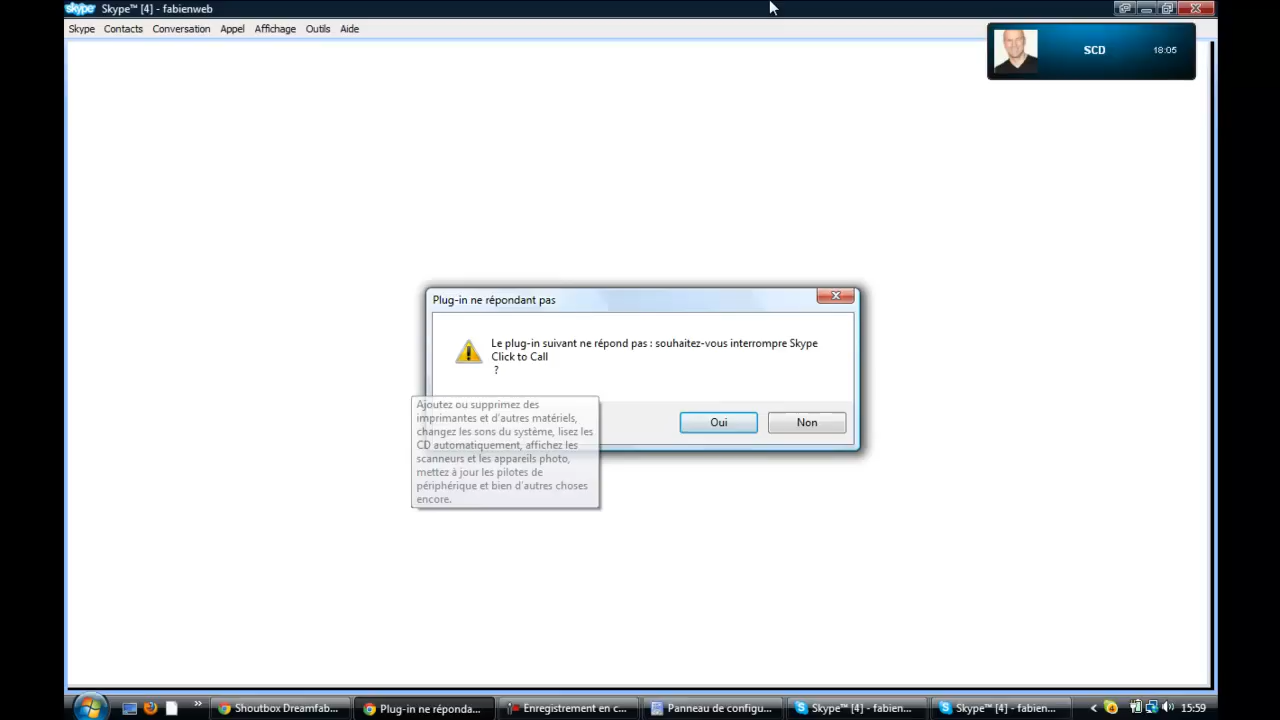 Skype™ [4] - fabienweb
Skype Contacts Conversation Appel Affichage Outils Aide
SCD 18:05
Plug-in ne répondant pas
Le plug-in suivant ne répond pas : souhaitez-vous interrompre Skype
Click to Call
?
Oui Non
Ajoutez ou supprimez des
imprimantes et d'autres matériels,
changez les sons du système, lisez les
CD automatiquement, affichez les
scanneurs et les appareils photo,
mettez à jour les pilotes de
périphérique et bien d'autres choses
encore.
Shoutbox Dreamfab... Plug-in ne réponda... Enregistrement en c... Panneau de configu... Skype™ [4] - fabien... Skype™ [4] - fabien... 15:59